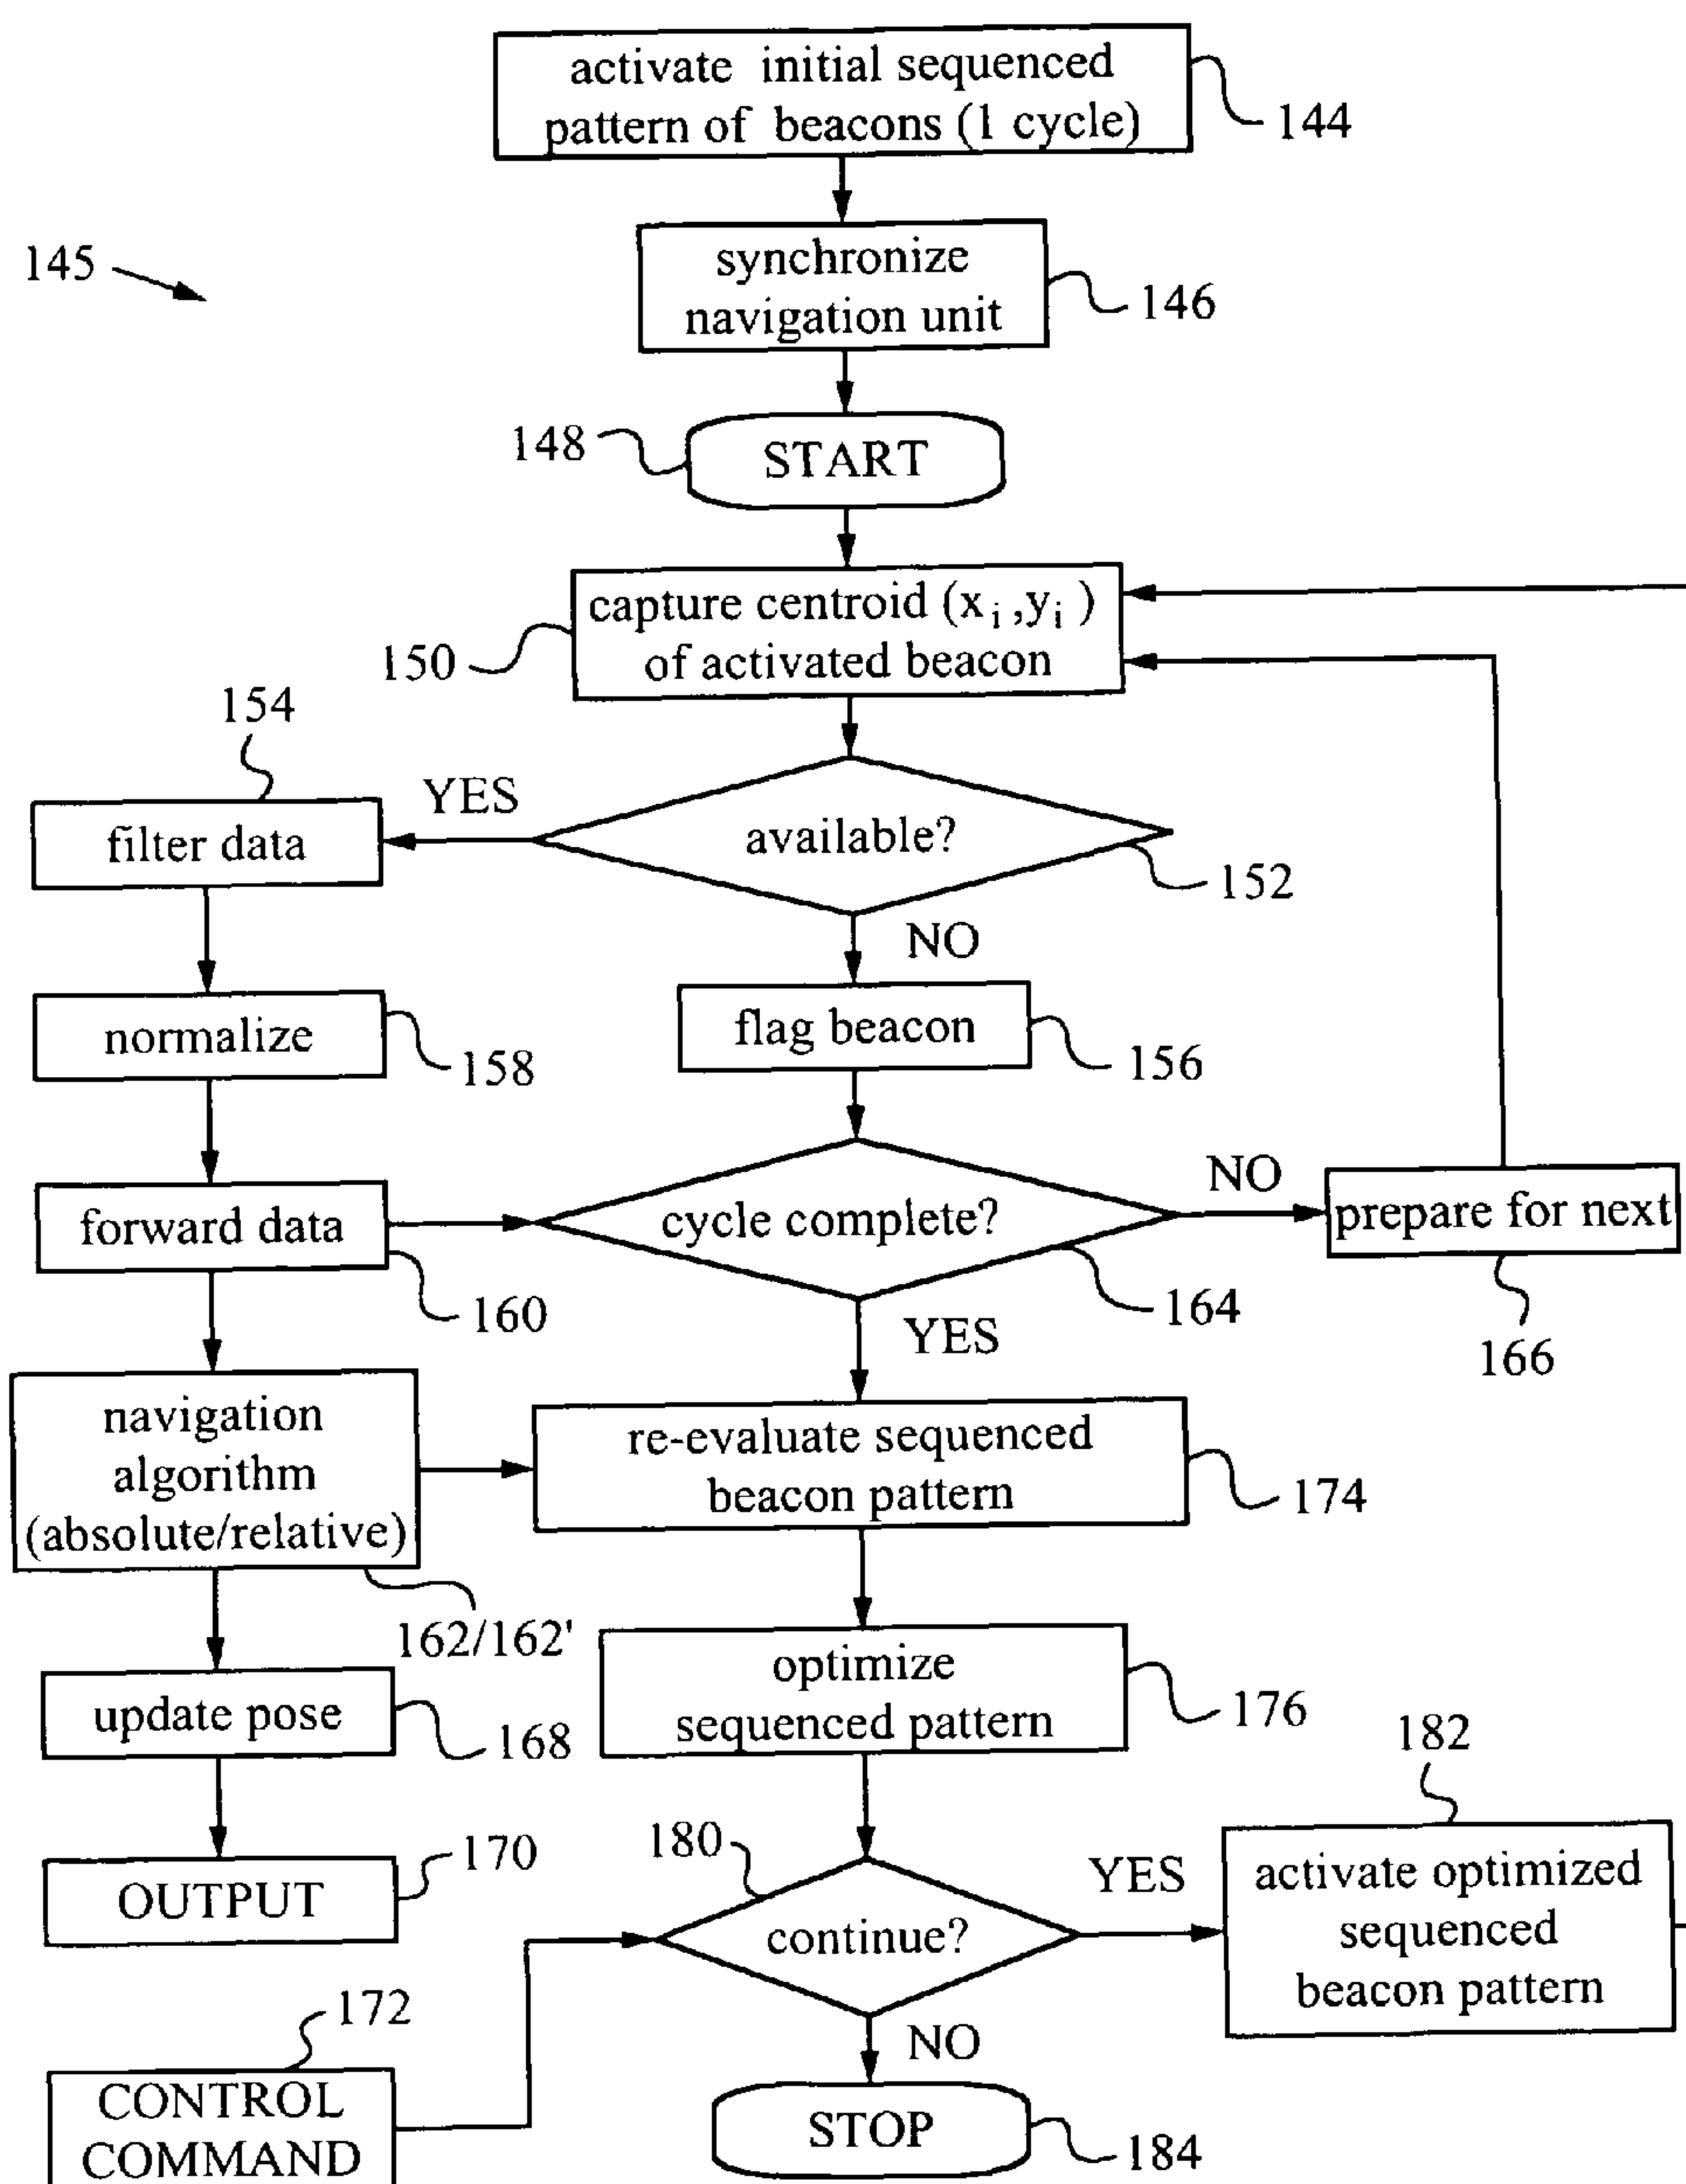 activate initial sequenced
pattern of beacons (1 cycle)
144
145
synchronize
navigation unit
146
148
START
capture centroid (xi ,yi )
of activated beacon
150
154
YES
filter data
available?
152
NO
normalize
158
flag beacon
156
forward data
160
cycle complete?
164
NO
prepare for next
166
YES
navigation
algorithm
(absolute/relative)
162/162'
re-evaluate sequenced
beacon pattern
174
update pose
168
optimize
sequenced pattern
176
182
OUTPUT
170
180
continue?
YES
activate optimized
sequenced
beacon pattern
172
CONTROL
COMMAND
NO
STOP
184